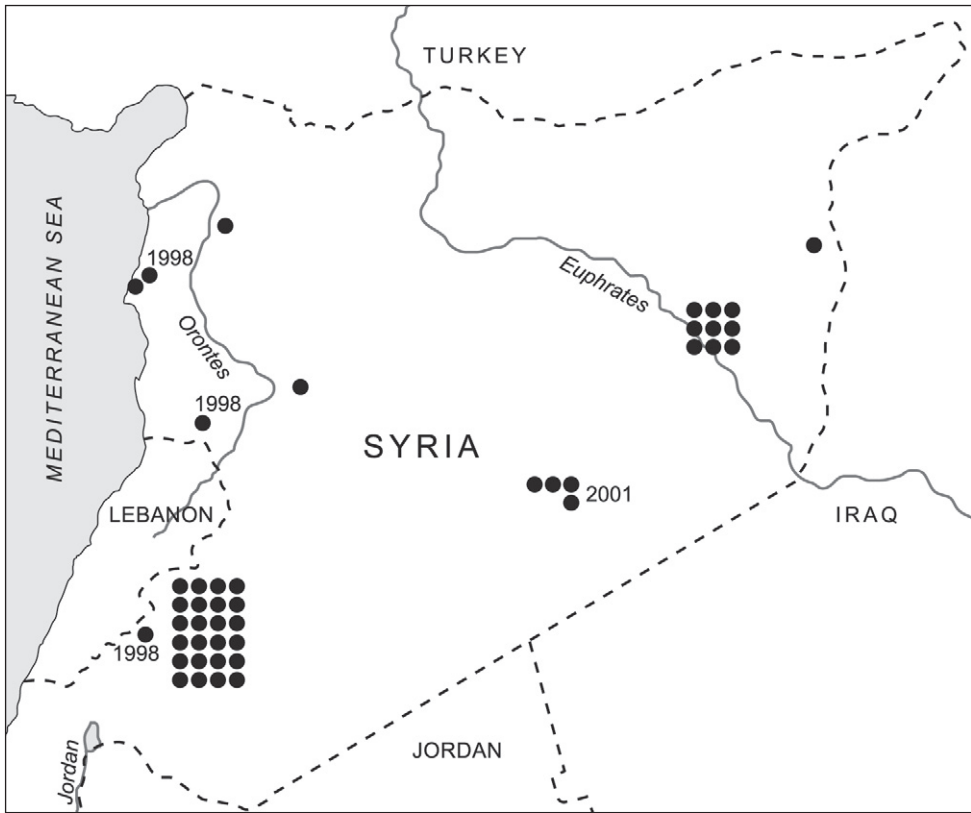 TURKEY
MEDITERRANEAN SEA
1998
Euphrates
Orontes
1998
SYRIA
2001
LEBANON
IRAQ
1998
JORDAN
Jordan